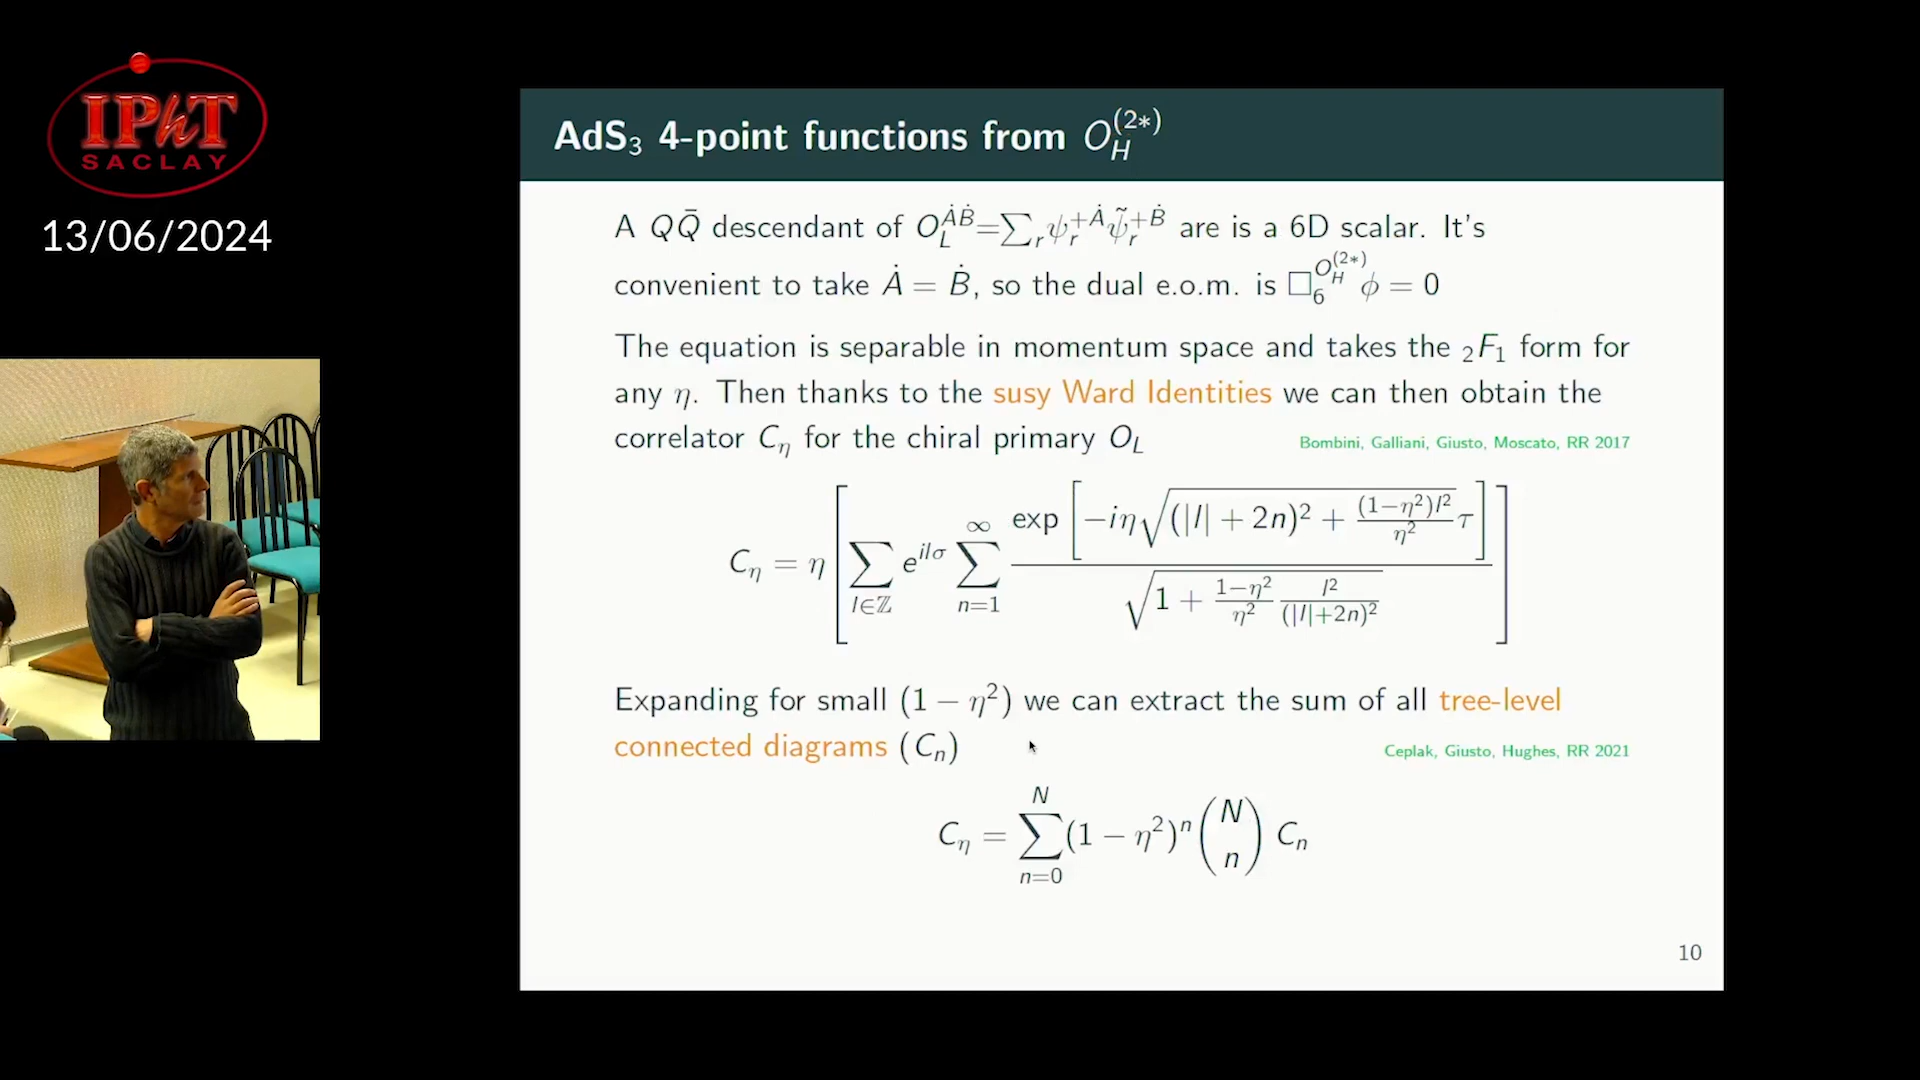 IPhT
SACLAY
13/06/2024
AdS₃ 4-point functions from O_H^{(2*)}
A QQ̄ descendant of O_L^{ȦḂ}=∑_r ψ_r^{+Ȧ} ψ̃_r^{+Ḃ} are is a 6D scalar. It's
convenient to take Ȧ = Ḃ, so the dual e.o.m. is □_6^{O_H^{(2*)}} ϕ = 0
The equation is separable in momentum space and takes the ₂F₁ form for
any η. Then thanks to the susy Ward Identities we can then obtain the
correlator C_η for the chiral primary O_L
Bombini, Galliani, Giusto, Moscato, RR 2017
C_η = η [ ∑_{l∈ℤ} e^{ilσ} ∑_{n=1}^{∞} exp[ −iη √((|l| + 2n)² + (1−η²)l²/η²) τ ] / √(1 + (1−η²)/η² l²/(|l|+2n)²) ]
Expanding for small (1 − η²) we can extract the sum of all tree-level
connected diagrams (C_n)
Ceplak, Giusto, Hughes, RR 2021
C_η = ∑_{n=0}^{N} (1 − η²)^n (N n) C_n
10